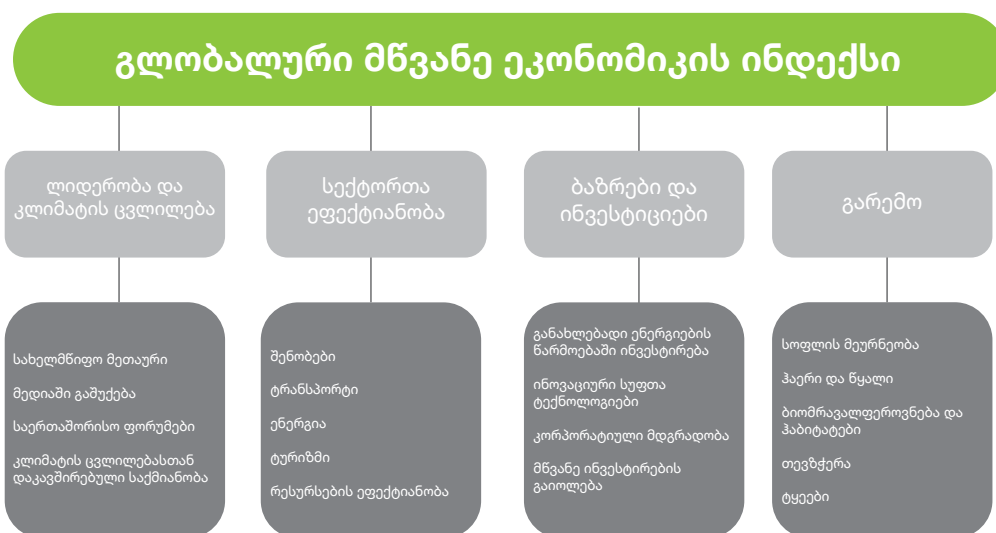 გლობალური მწვანე ეკონომიკის ინდექსი
ლიდერობა და
კლიმატის ცვლილება
სახელმწიფო მეთაური
მედიაში გაშუქება
საერთაშორისო ფორუმები
კლიმატის ცვლილებასთან
დაკავშირებული საქმიანობა
სექტორთა
ეფექტიანობა
შენობები
ტრანსპორტი
ენერგია
ტურიზმი
რესურსების ეფექტიანობა
ბაზრები და
ინვესტიციები
განახლებადი ენერგიების
წარმოებაში ინვესტირება
ინოვაციური სუფთა
ტექნოლოგიები
კორპორატიული მდგრადობა
მწვანე ინვესტირების
გაიოლება
გარემო
სოფლის მეურნეობა
ჰაერი და წყალი
ბიომრავალფეროვნება და
ჰაბიტატები
თევზჭერა
ტყეები